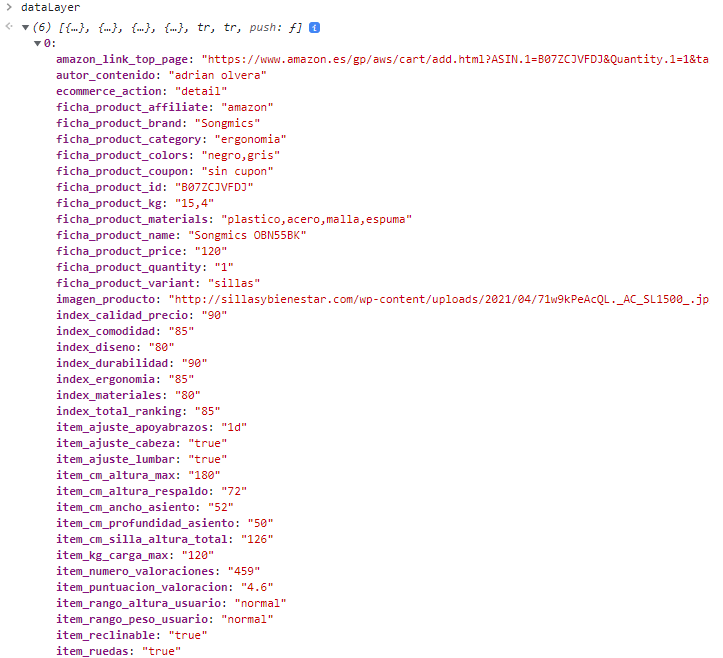 dataLayer
(6) [{…}, {…}, {…}, {…}, tr, tr, push: ƒ] i
0:
amazon_link_top_page: "https://www.amazon.es/gp/aws/cart/add.html?ASIN.1=B07ZCJVFDJ&Quantity.1=1&ta
autor_contenido: "adrian olvera"
ecommerce_action: "detail"
ficha_product_affiliate: "amazon"
ficha_product_brand: "Songmics"
ficha_product_category: "ergonomia"
ficha_product_colors: "negro,gris"
ficha_product_coupon: "sin cupon"
ficha_product_id: "B07ZCJVFDJ"
ficha_product_kg: "15,4"
ficha_product_materials: "plastico,acero,malla,espuma"
ficha_product_name: "Songmics OBN55BK"
ficha_product_price: "120"
ficha_product_quantity: "1"
ficha_product_variant: "sillas"
imagen_producto: "http://sillasybienestar.com/wp-content/uploads/2021/04/71w9kPeAcQL._AC_SL1500_.jp
index_calidad_precio: "90"
index_comodidad: "85"
index_diseno: "80"
index_durabilidad: "90"
index_ergonomia: "85"
index_materiales: "80"
index_total_ranking: "85"
item_ajuste_apoyabrazos: "1d"
item_ajuste_cabeza: "true"
item_ajuste_lumbar: "true"
item_cm_altura_max: "180"
item_cm_altura_respaldo: "72"
item_cm_ancho_asiento: "52"
item_cm_profundidad_asiento: "50"
item_cm_silla_altura_total: "126"
item_kg_carga_max: "120"
item_numero_valoraciones: "459"
item_puntuacion_valoracion: "4.6"
item_rango_altura_usuario: "normal"
item_rango_peso_usuario: "normal"
item_reclinable: "true"
item_ruedas: "true"